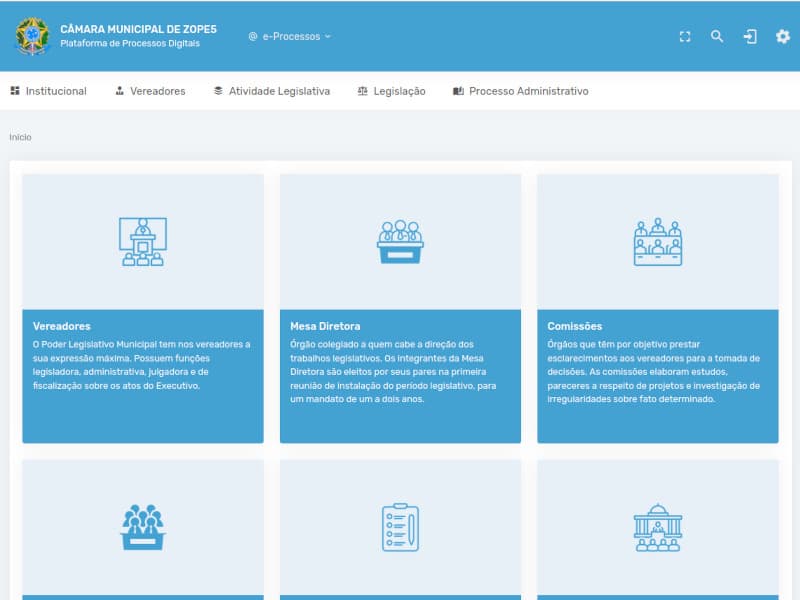 CÂMARA MUNICIPAL DE ZOPE5
Plataforma de Processos Digitais
@ e-Processos
Institucional
Vereadores
Atividade Legislativa
Legislação
Processo Administrativo
Início
Vereadores
O Poder Legislativo Municipal tem nos vereadores a
sua expressão máxima. Possuem funções
legisladora, administrativa, julgadora e de
fiscalização sobre os atos do Executivo.
Mesa Diretora
Órgão colegiado a quem cabe a direção dos
trabalhos legislativos. Os integrantes da Mesa
Diretora são eleitos por seus pares na primeira
reunião de instalação do período legislativo, para
um mandato de um a dois anos.
Comissões
Órgãos que têm por objetivo prestar
esclarecimentos aos vereadores para a tomada de
decisões. As comissões elaboram estudos,
pareceres a respeito de projetos e investigação de
irregularidades sobre fato determinado.